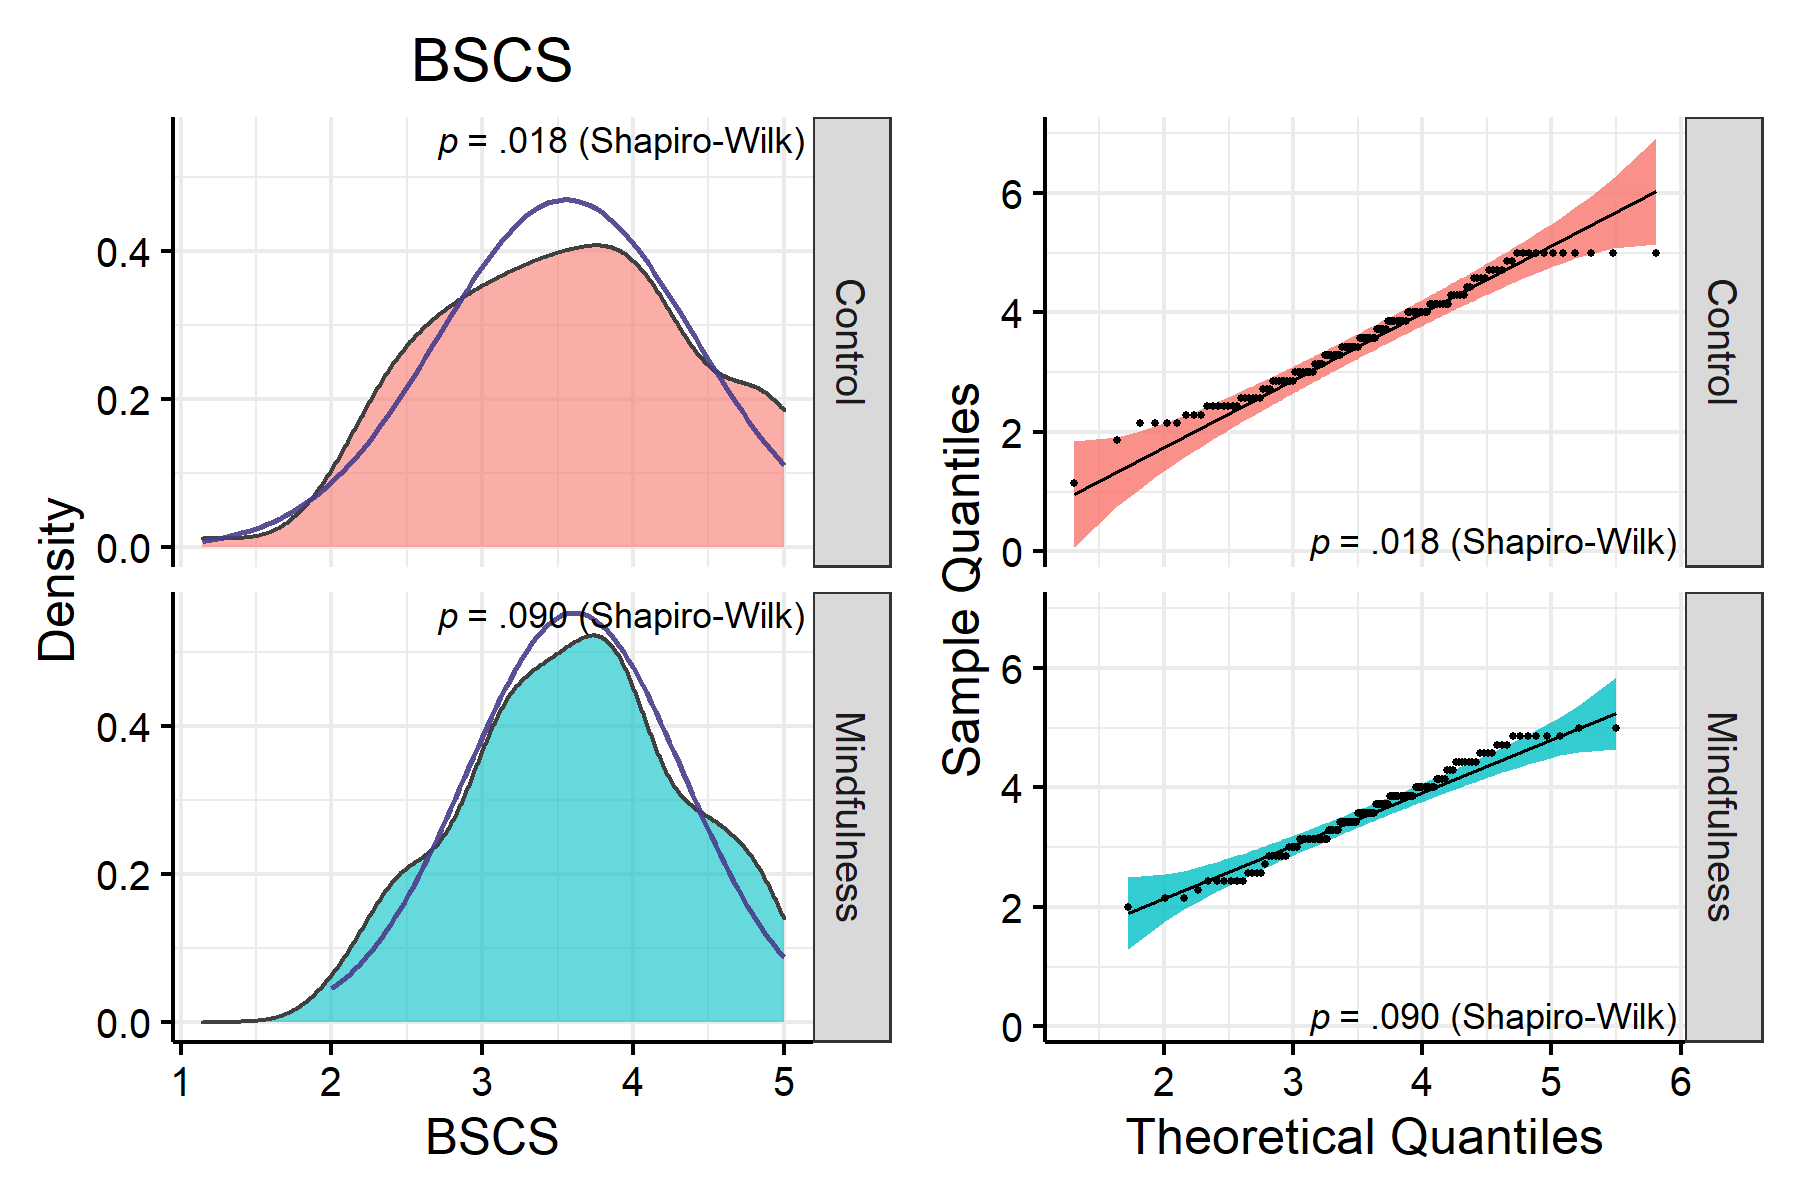 BSCS
p = .018 (Shapiro-Wilk)
Control
0.4
0.2
0.0
p = .090 (Shapiro-Wilk)
Mindfulness
0.4
0.2
0.0
Density
1 2 3 4 5
BSCS
Control
6
4
2
0
p = .018 (Shapiro-Wilk)
Mindfulness
6
4
2
0
p = .090 (Shapiro-Wilk)
Sample Quantiles
2 3 4 5 6
Theoretical Quantiles